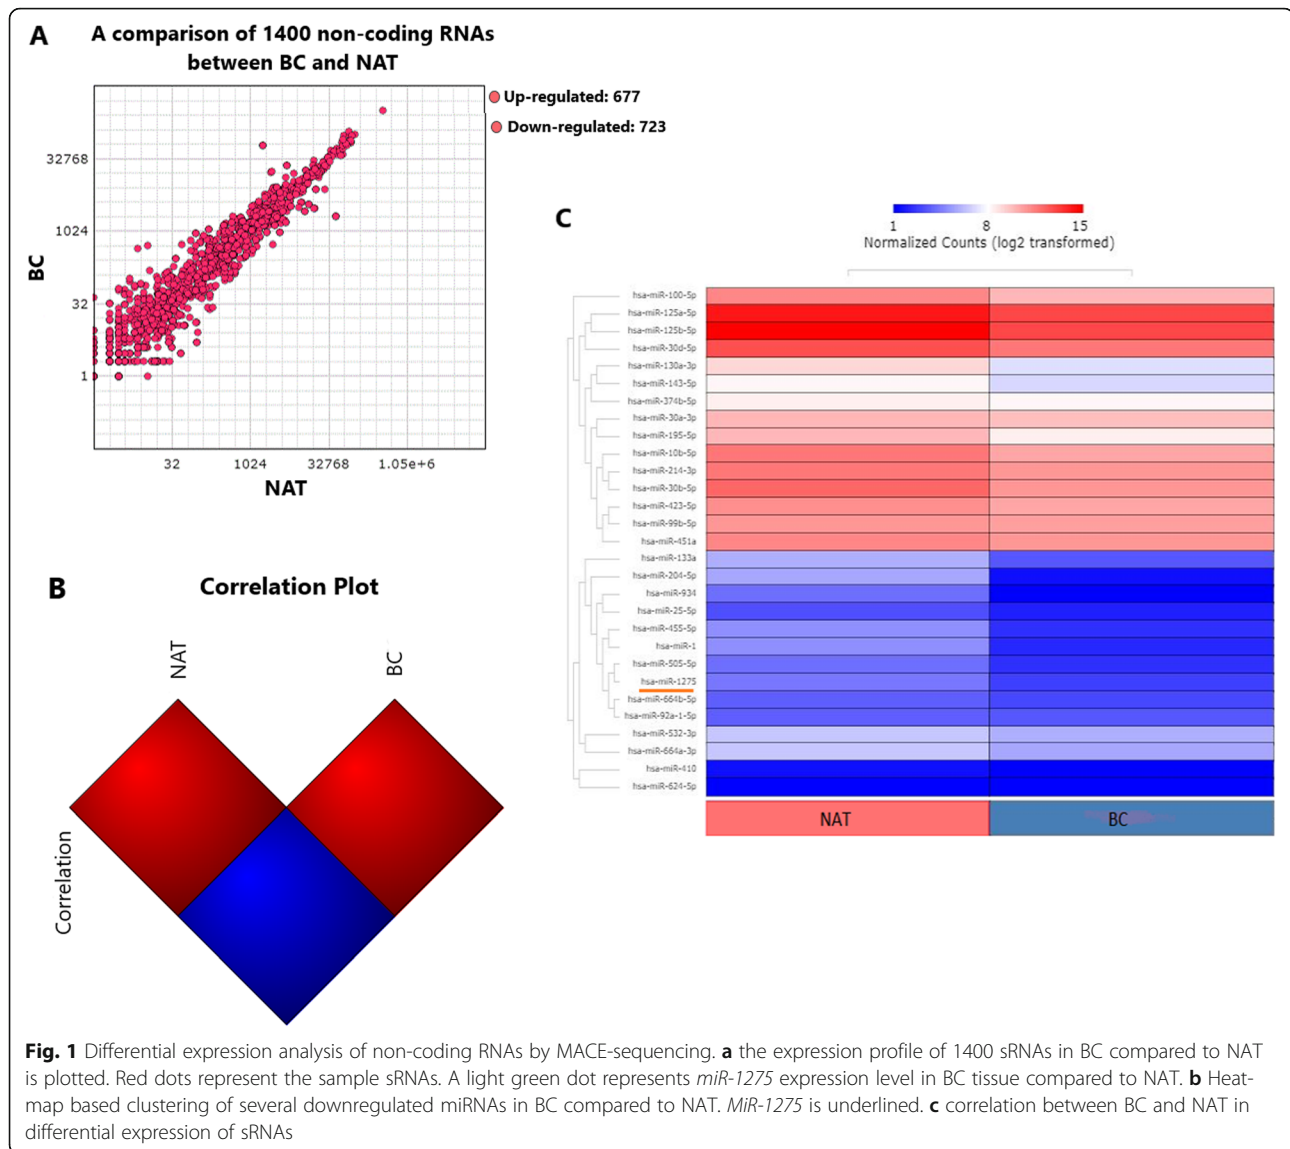 A
A comparison of 1400 non-coding RNAs
between BC and NAT
Up-regulated: 677
Down-regulated: 723
32768
1024
32
1
BC
32
1024
32768
1.05e+6
NAT
B
Correlation Plot
NAT
BC
Correlation
C
1
8
15
Normalized Counts (log2 transformed)
hsa-miR-100-5p
hsa-miR-125a-5p
hsa-miR-125b-5p
hsa-miR-30d-5p
hsa-miR-130a-3p
hsa-miR-143-5p
hsa-miR-374b-5p
hsa-miR-30a-3p
hsa-miR-195-5p
hsa-miR-10b-5p
hsa-miR-214-3p
hsa-miR-30b-5p
hsa-miR-423-5p
hsa-miR-99b-5p
hsa-miR-451a
hsa-miR-133a
hsa-miR-204-5p
hsa-miR-934
hsa-miR-25-5p
hsa-miR-455-5p
hsa-miR-1
hsa-miR-505-5p
hsa-miR-1275
hsa-miR-664b-5p
hsa-miR-92a-1-5p
hsa-miR-532-3p
hsa-miR-664a-3p
hsa-miR-410
hsa-miR-624-5p
NAT
BC
Fig. 1 Differential expression analysis of non-coding RNAs by MACE-sequencing. a the expression profile of 1400 sRNAs in BC compared to NAT
is plotted. Red dots represent the sample sRNAs. A light green dot represents miR-1275 expression level in BC tissue compared to NAT. b Heat-
map based clustering of several downregulated miRNAs in BC compared to NAT. MiR-1275 is underlined. c correlation between BC and NAT in
differential expression of sRNAs